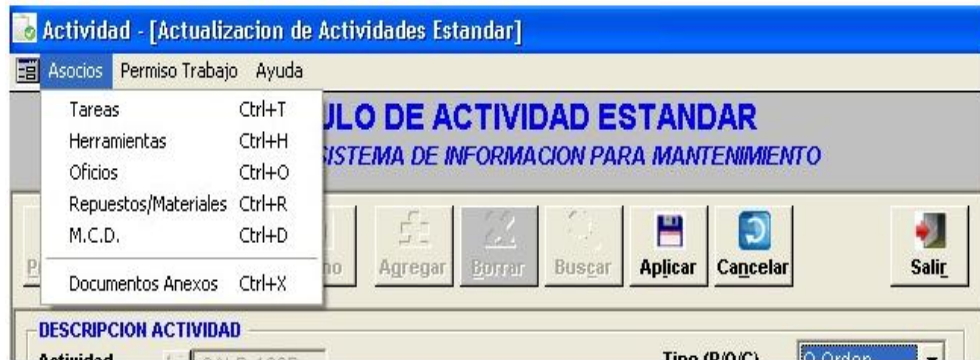 Actividad - [Actualizacion de Actividades Estandar]
Asocios Permiso Trabajo Ayuda
Tareas Ctrl+T
Herramientas Ctrl+H
Oficios Ctrl+O
Repuestos/Materiales Ctrl+R
M.C.D. Ctrl+D
Documentos Anexos Ctrl+X
ULO DE ACTIVIDAD ESTANDAR
SISTEMA DE INFORMACION PARA MANTENIMIENTO
Agregar Borrar Buscar Aplicar Cancelar Salir
DESCRIPCION ACTIVIDAD
Actividad Tipo (R/O/C) O Orden